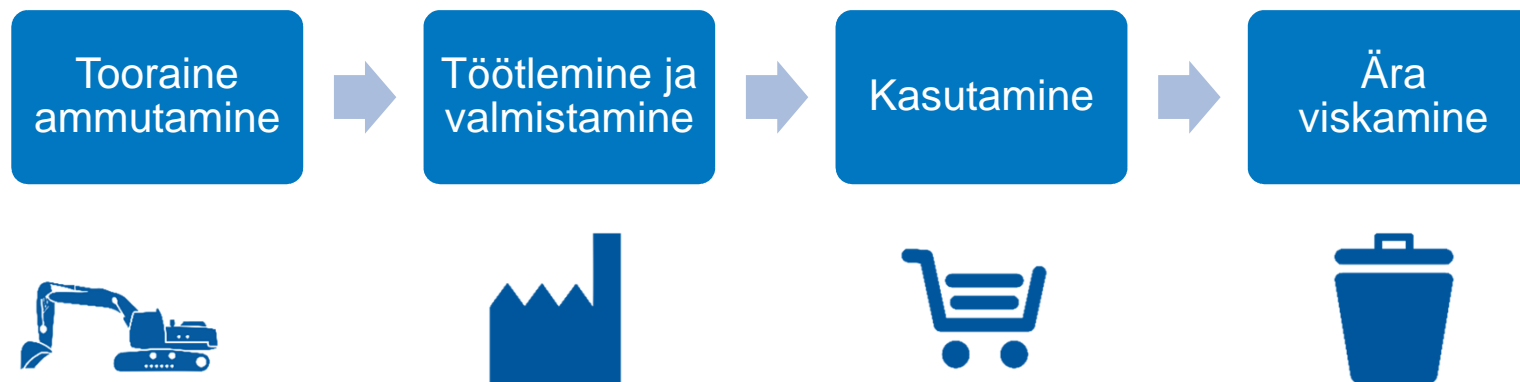 Tooraine
ammutamine
Töötlemine ja
valmistamine
Kasutamine
Ära
viskamine